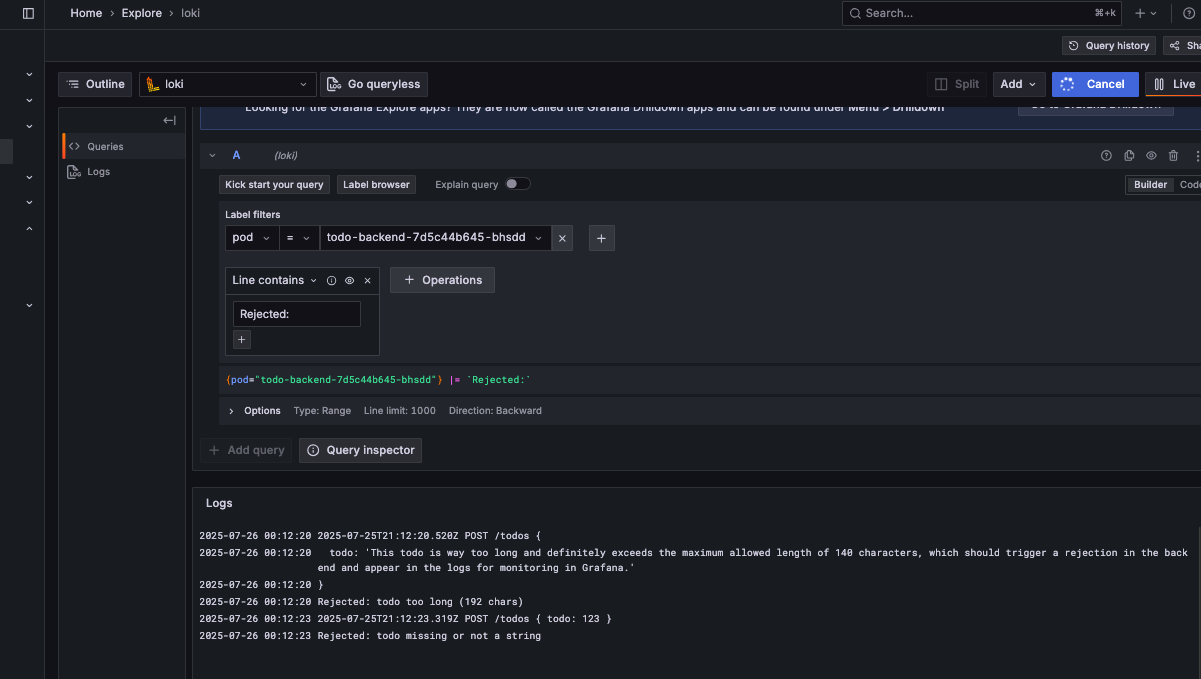 Home › Explore › loki
Search... ⌘+k
Query history
Sha
Outline loki Go queryless Split Add Cancel Live
Looking for the Grafana Explore apps? They are now called the Grafana Drilldown apps and can be found under Menu > Drilldown Go to Grafana Drilldown
Queries
Logs
A (loki)
Kick start your query Label browser Explain query Builder Code
Label filters
pod = todo-backend-7d5c44b645-bhsdd
Line contains + Operations
Rejected:
+
{pod="todo-backend-7d5c44b645-bhsdd"} |= `Rejected:`
Options Type: Range Line limit: 1000 Direction: Backward
+ Add query Query inspector
Logs
2025-07-26 00:12:20 2025-07-25T21:12:20.520Z POST /todos {
2025-07-26 00:12:20 todo: 'This todo is way too long and definitely exceeds the maximum allowed length of 140 characters, which should trigger a rejection in the back
end and appear in the logs for monitoring in Grafana.'
2025-07-26 00:12:20 }
2025-07-26 00:12:20 Rejected: todo too long (192 chars)
2025-07-26 00:12:23 2025-07-25T21:12:23.319Z POST /todos { todo: 123 }
2025-07-26 00:12:23 Rejected: todo missing or not a string